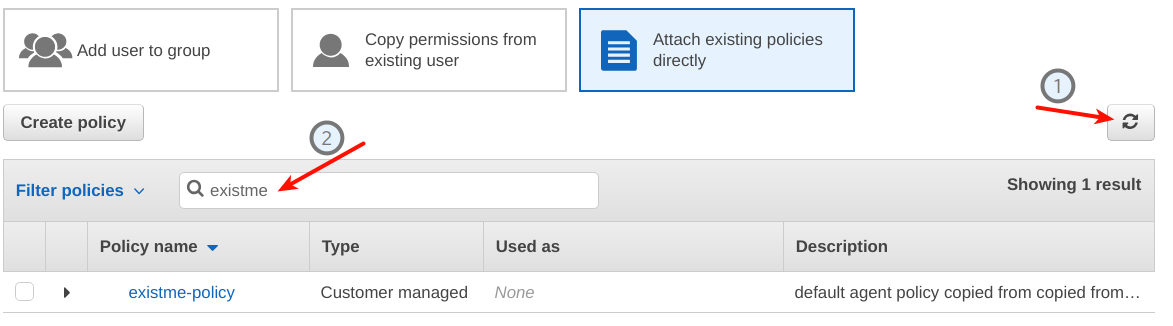 Add user to group
Copy permissions from
existing user
Attach existing policies
directly
1
Create policy
2
Filter policies
existme
Showing 1 result
Policy name
Type
Used as
Description
existme-policy
Customer managed
None
default agent policy copied from copied from…